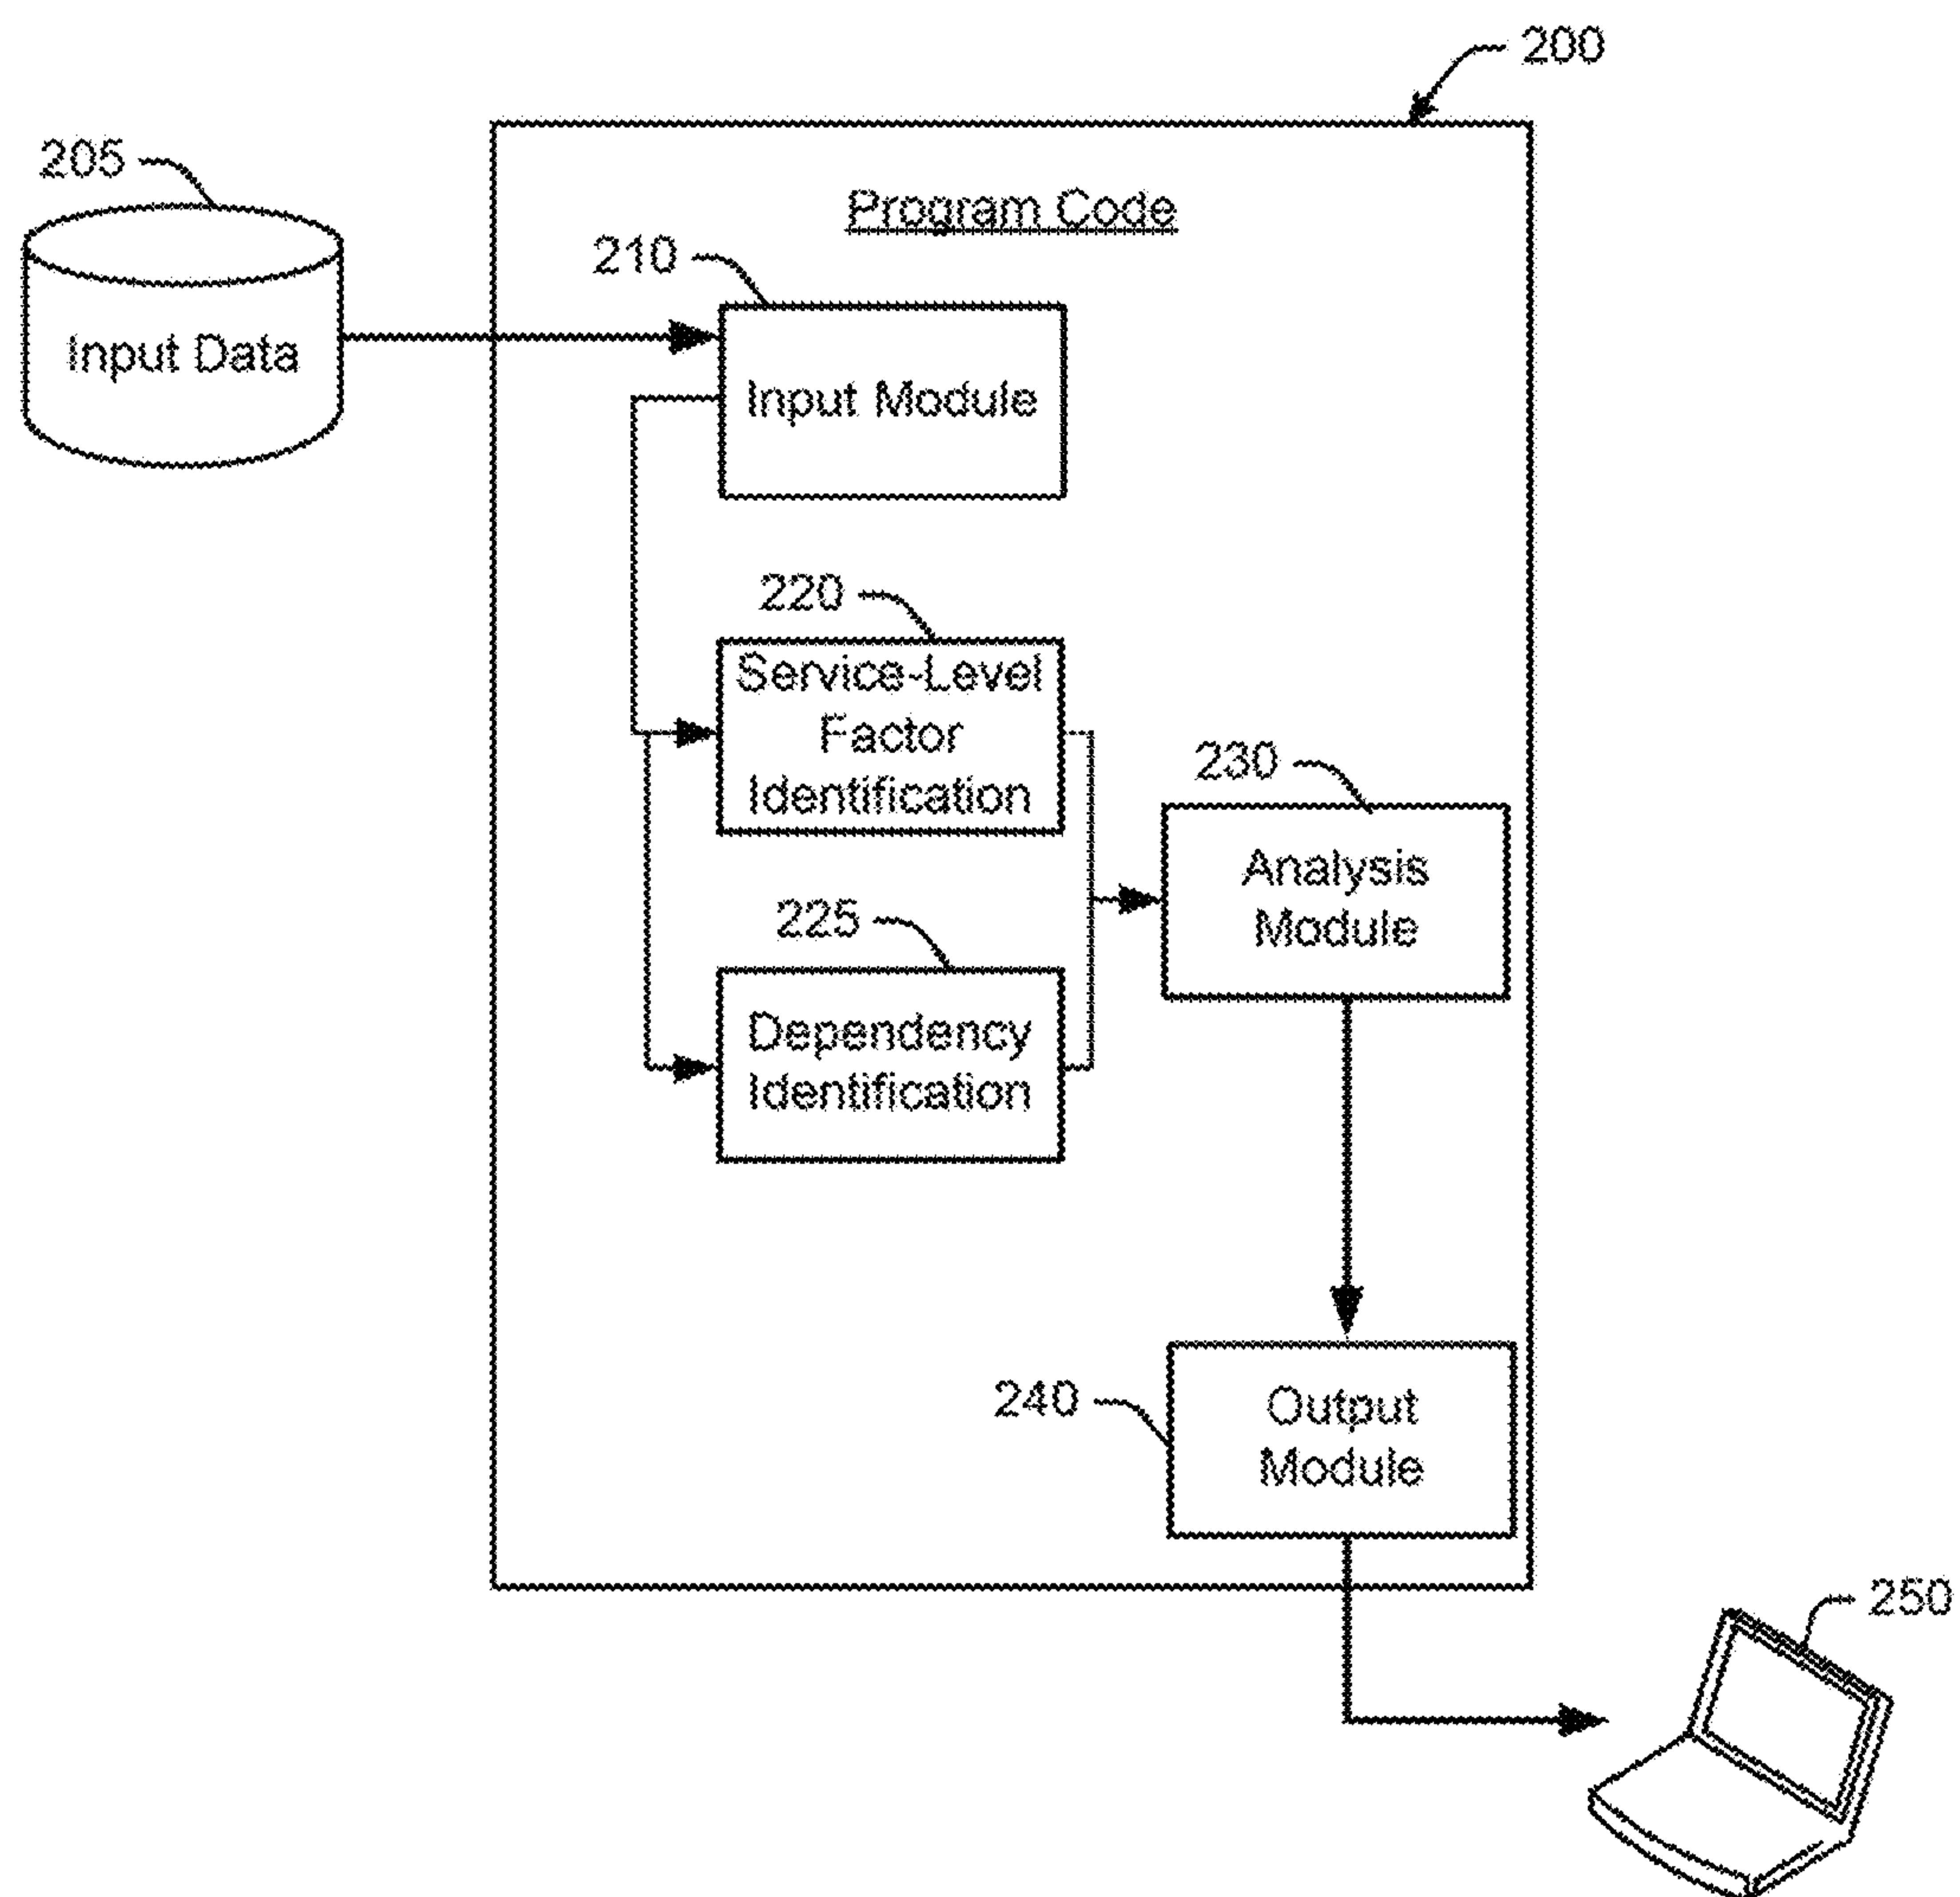 200
205
Program Code
210
Input Data
Input Module
220
Service-Level
Factor
Identification
230
Analysis
Module
225
Dependency
Identification
240
Output
Module
250